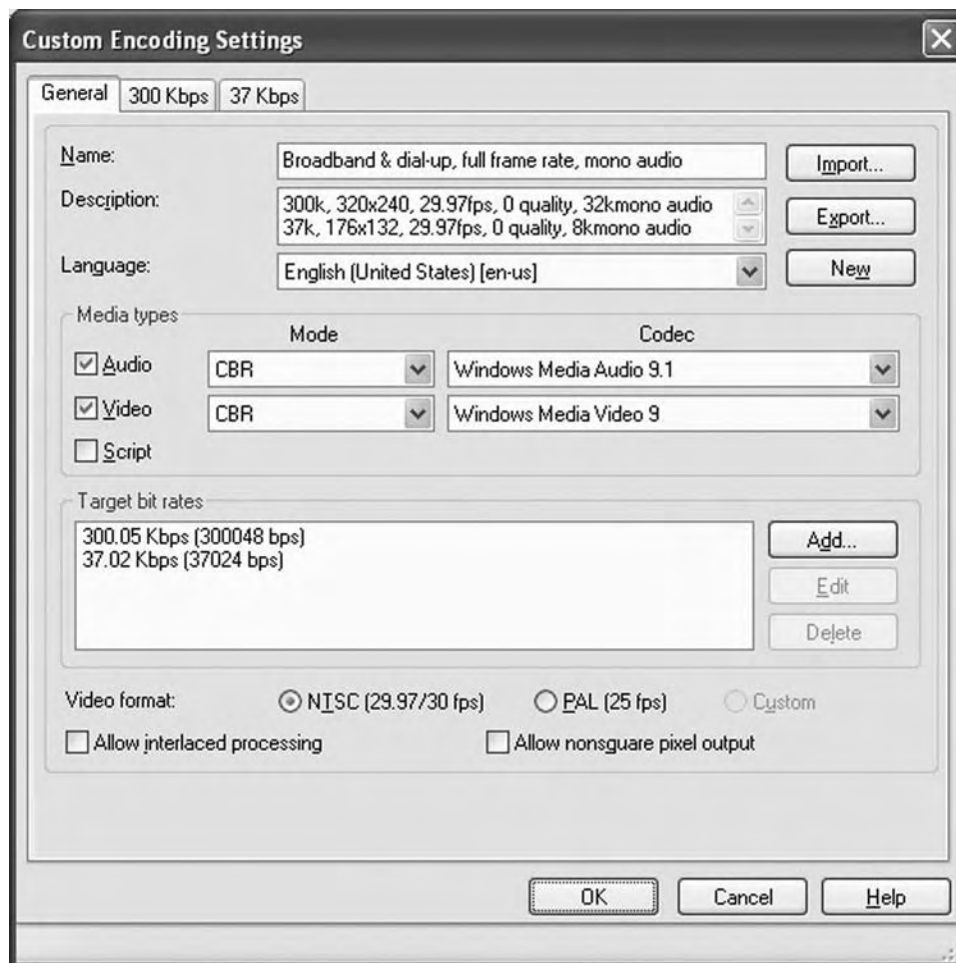 Custom Encoding Settings
General 300 Kbps 37 Kbps
Name: Broadband & dial-up, full frame rate, mono audio Import...
Description: 300k, 320x240, 29.97fps, 0 quality, 32kmono audio
37k, 176x132, 29.97fps, 0 quality, 8kmono audio Export...
Language: English (United States) [en-us] New
Media types
Mode Codec
Audio CBR Windows Media Audio 9.1
Video CBR Windows Media Video 9
Script
Target bit rates
300.05 Kbps (300048 bps) Add...
37.02 Kbps (37024 bps)
Edit
Delete
Video format: NTSC (29.97/30 fps) PAL (25 fps) Custom
Allow interlaced processing Allow nonsquare pixel output
OK Cancel Help